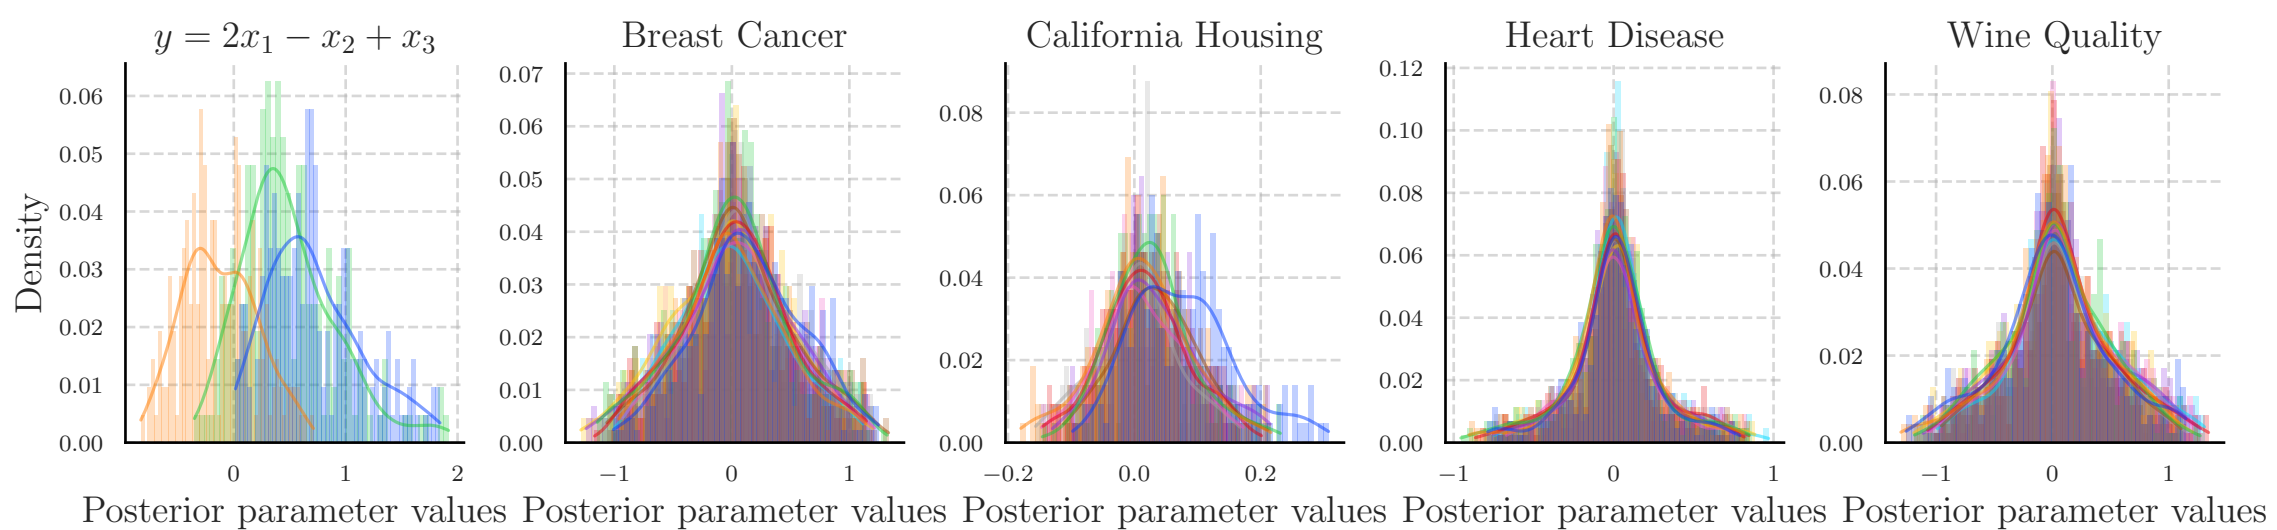 y = 2x₁ − x₂ + x₃
Breast Cancer
California Housing
Heart Disease
Wine Quality
Density
0.06
0.05
0.04
0.03
0.02
0.01
0.00
0 1 2
Posterior parameter values
0.07
0.06
0.05
0.04
0.03
0.02
0.01
0.00
−1 0 1
Posterior parameter values
0.08
0.06
0.04
0.02
0.00
−0.2 0.0 0.2
Posterior parameter values
0.12
0.10
0.08
0.06
0.04
0.02
0.00
−1 0 1
Posterior parameter values
0.08
0.06
0.04
0.02
0.00
−1 0 1
Posterior parameter values